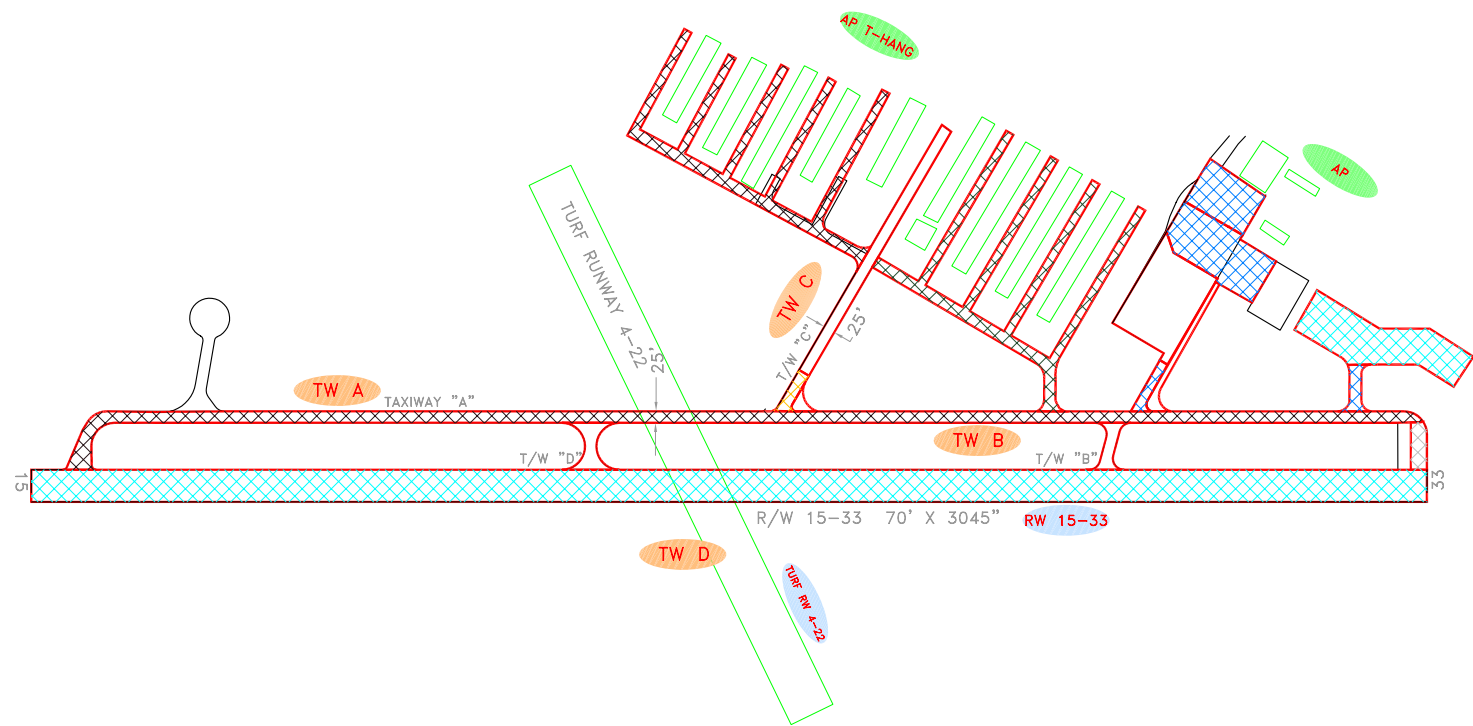 AP T-HANG
AP
TURF RUNWAY 4-22
TW C
T/W "C"
25'
25'
TW A
TAXIWAY "A"
TW B
T/W "D"
T/W "B"
15
33
R/W 15-33 70' X 3045"
RW 15-33
TW D
TURF RW 4-22